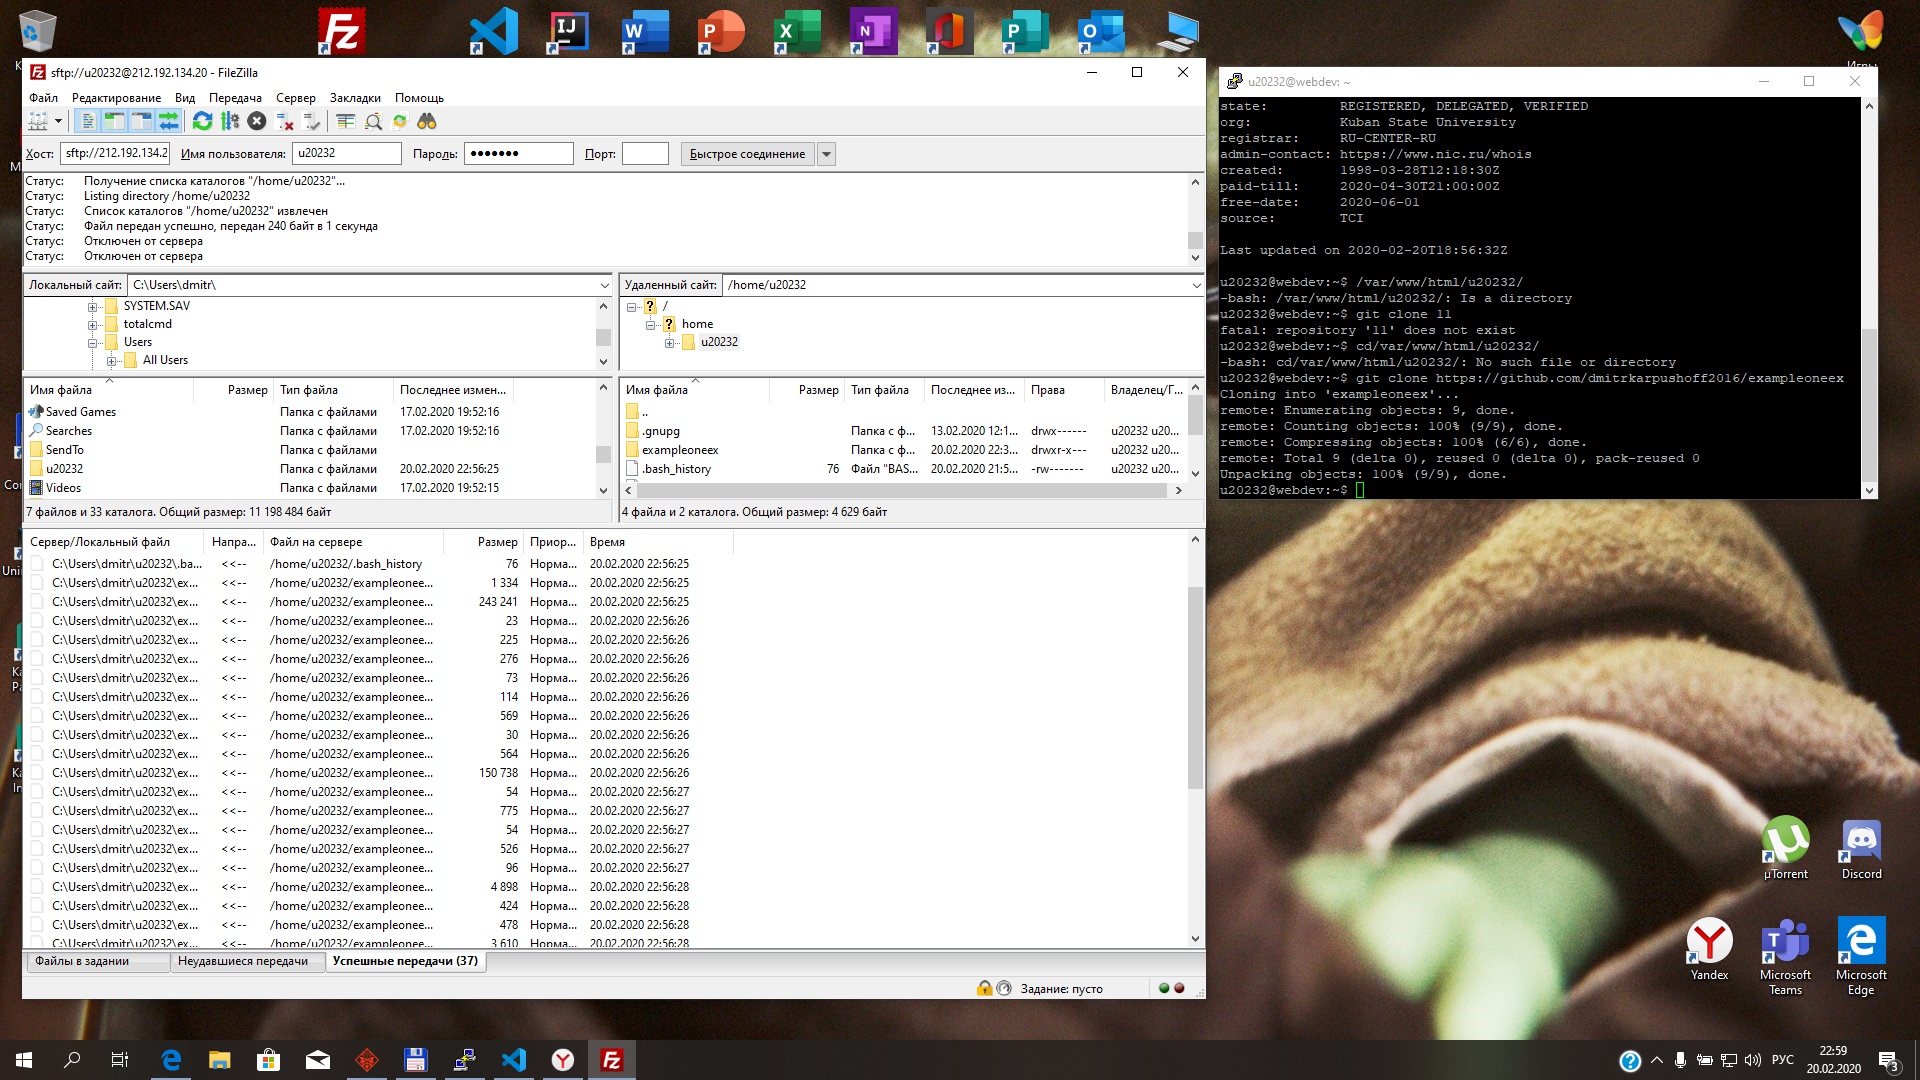 sftp://u20232@212.192.134.20 - FileZilla
Файл Редактирование Вид Передача Сервер Закладки Помощь
Хост: sftp://212.192.134.2 Имя пользователя: u20232 Пароль: ●●●●●●● Порт: Быстрое соединение
Статус: Получение списка каталогов "/home/u20232"...
Статус: Listing directory /home/u20232
Статус: Список каталогов "/home/u20232" извлечен
Статус: Файл передан успешно, передан 240 байт в 1 секунда
Статус: Отключен от сервера
Статус: Отключен от сервера
Локальный сайт: C:\Users\dmitr\
SYSTEM.SAV
totalcmd
Users
All Users
Удаленный сайт: /home/u20232
/
home
u20232
Имя файла Размер Тип файла Последнее измен...
Saved Games Папка с файлами 17.02.2020 19:52:16
Searches Папка с файлами 17.02.2020 19:52:16
SendTo Папка с файлами
u20232 Папка с файлами 20.02.2020 22:56:25
Videos Папка с файлами 17.02.2020 19:52:15
7 файлов и 33 каталога. Общий размер: 11 198 484 байт
Имя файла Размер Тип файла Последнее из... Права Владелец/Г...
..
.gnupg Папка с ф... 13.02.2020 12:1... drwx------ u20232 u20...
exampleoneex Папка с ф... 20.02.2020 22:3... drwxr-x--- u20232 u20...
.bash_history 76 Файл "BAS... 20.02.2020 21:5... -rw------- u20232 u20...
4 файла и 2 каталога. Общий размер: 4 629 байт
Сервер/Локальный файл Напра... Файл на сервере Размер Приор... Время
C:\Users\dmitr\u20232\.ba... <<-- /home/u20232/.bash_history 76 Норма... 20.02.2020 22:56:25
C:\Users\dmitr\u20232\ex... <<-- /home/u20232/exampleonee... 1 334 Норма... 20.02.2020 22:56:25
C:\Users\dmitr\u20232\ex... <<-- /home/u20232/exampleonee... 243 241 Норма... 20.02.2020 22:56:25
C:\Users\dmitr\u20232\ex... <<-- /home/u20232/exampleonee... 23 Норма... 20.02.2020 22:56:26
C:\Users\dmitr\u20232\ex... <<-- /home/u20232/exampleonee... 225 Норма... 20.02.2020 22:56:26
C:\Users\dmitr\u20232\ex... <<-- /home/u20232/exampleonee... 276 Норма... 20.02.2020 22:56:26
C:\Users\dmitr\u20232\ex... <<-- /home/u20232/exampleonee... 73 Норма... 20.02.2020 22:56:26
C:\Users\dmitr\u20232\ex... <<-- /home/u20232/exampleonee... 114 Норма... 20.02.2020 22:56:26
C:\Users\dmitr\u20232\ex... <<-- /home/u20232/exampleonee... 569 Норма... 20.02.2020 22:56:26
C:\Users\dmitr\u20232\ex... <<-- /home/u20232/exampleonee... 30 Норма... 20.02.2020 22:56:26
C:\Users\dmitr\u20232\ex... <<-- /home/u20232/exampleonee... 564 Норма... 20.02.2020 22:56:26
C:\Users\dmitr\u20232\ex... <<-- /home/u20232/exampleonee... 150 738 Норма... 20.02.2020 22:56:26
C:\Users\dmitr\u20232\ex... <<-- /home/u20232/exampleonee... 54 Норма... 20.02.2020 22:56:27
C:\Users\dmitr\u20232\ex... <<-- /home/u20232/exampleonee... 775 Норма... 20.02.2020 22:56:27
C:\Users\dmitr\u20232\ex... <<-- /home/u20232/exampleonee... 54 Норма... 20.02.2020 22:56:27
C:\Users\dmitr\u20232\ex... <<-- /home/u20232/exampleonee... 526 Норма... 20.02.2020 22:56:27
C:\Users\dmitr\u20232\ex... <<-- /home/u20232/exampleonee... 96 Норма... 20.02.2020 22:56:27
C:\Users\dmitr\u20232\ex... <<-- /home/u20232/exampleonee... 4 898 Норма... 20.02.2020 22:56:28
C:\Users\dmitr\u20232\ex... <<-- /home/u20232/exampleonee... 424 Норма... 20.02.2020 22:56:28
C:\Users\dmitr\u20232\ex... <<-- /home/u20232/exampleonee... 478 Норма... 20.02.2020 22:56:28
C:\Users\dmitr\u20232\ex... <<-- /home/u20232/exampleonee... 3 610 Норма... 20.02.2020 22:56:28
Файлы в задании Неудавшиеся передачи Успешные передачи (37)
Задание: пусто
u20232@webdev: ~
state: REGISTERED, DELEGATED, VERIFIED
org: Kuban State University
registrar: RU-CENTER-RU
admin-contact: https://www.nic.ru/whois
created: 1998-03-28T12:18:30Z
paid-till: 2020-04-30T21:00:00Z
free-date: 2020-06-01
source: TCI
Last updated on 2020-02-20T18:56:32Z
u20232@webdev:~$ /var/www/html/u20232/
-bash: /var/www/html/u20232/: Is a directory
u20232@webdev:~$ git clone 11
fatal: repository '11' does not exist
u20232@webdev:~$ cd/var/www/html/u20232/
-bash: cd/var/www/html/u20232/: No such file or directory
u20232@webdev:~$ git clone https://github.com/dmitrkarpushoff2016/exampleoneex
Cloning into 'exampleoneex'...
remote: Enumerating objects: 9, done.
remote: Counting objects: 100% (9/9), done.
remote: Compressing objects: 100% (6/6), done.
remote: Total 9 (delta 0), reused 0 (delta 0), pack-reused 0
Unpacking objects: 100% (9/9), done.
u20232@webdev:~$
µTorrent
Discord
Yandex
Microsoft Teams
Microsoft Edge
РУС
22:59
20.02.2020
3